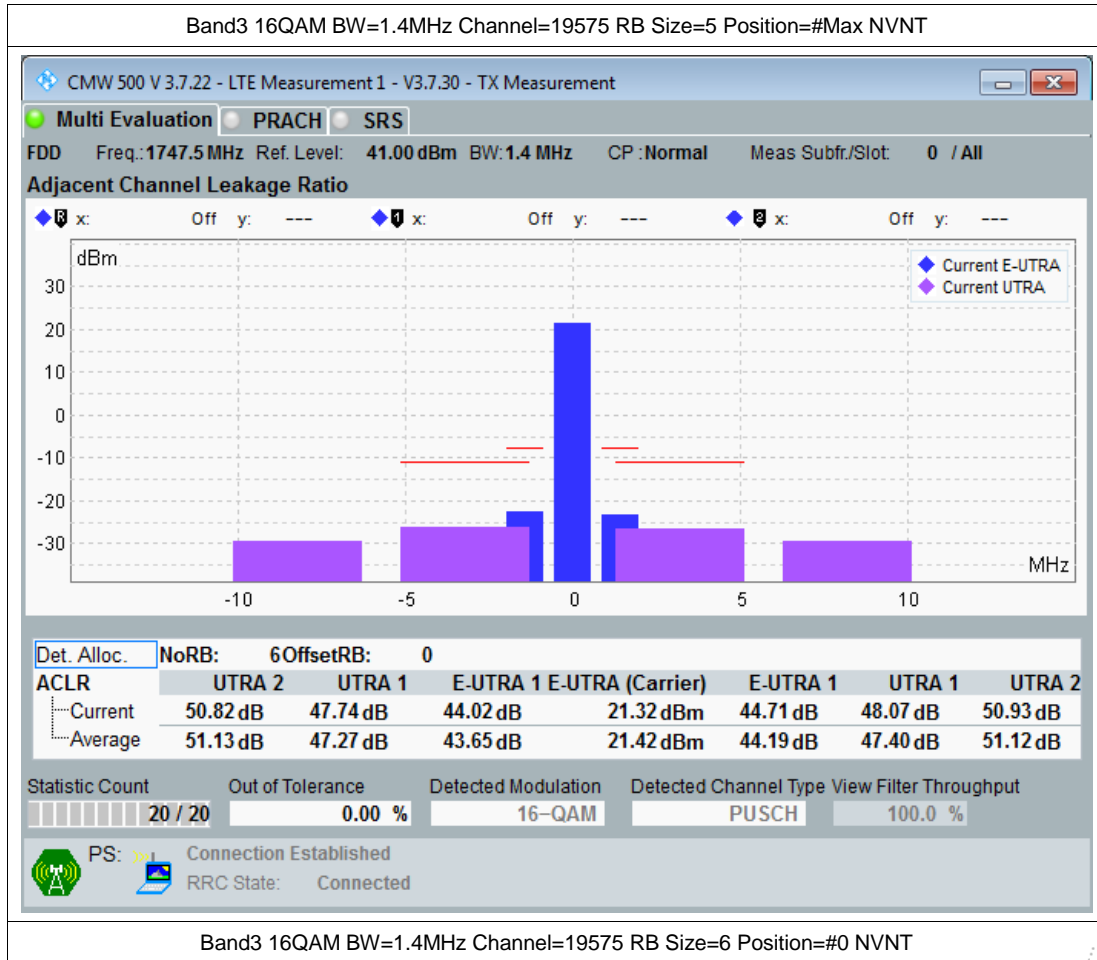 Band3 16QAM BW=1.4MHz Channel=19575 RB Size=5 Position=#Max NVNT
CMW 500 V 3.7.22 - LTE Measurement 1 - V3.7.30 - TX Measurement
Multi Evaluation PRACH SRS
FDD Freq.:1747.5 MHz Ref. Level: 41.00 dBm BW:1.4 MHz CP :Normal Meas Subfr./Slot: 0 / All
Adjacent Channel Leakage Ratio
R x: Off y: --- 1 x: Off y: --- 2 x: Off y: ---
dBm
Current E-UTRA
Current UTRA
30
20
10
0
-10
-20
-30
MHz
-10 -5 0 5 10
Det. Alloc. NoRB: 6 OffsetRB: 0
ACLR UTRA 2 UTRA 1 E-UTRA 1 E-UTRA (Carrier) E-UTRA 1 UTRA 1 UTRA 2
Current 50.82 dB 47.74 dB 44.02 dB 21.32 dBm 44.71 dB 48.07 dB 50.93 dB
Average 51.13 dB 47.27 dB 43.65 dB 21.42 dBm 44.19 dB 47.40 dB 51.12 dB
Statistic Count Out of Tolerance Detected Modulation Detected Channel Type View Filter Throughput
20 / 20 0.00 % 16-QAM PUSCH 100.0 %
PS: Connection Established
RRC State: Connected
Band3 16QAM BW=1.4MHz Channel=19575 RB Size=6 Position=#0 NVNT